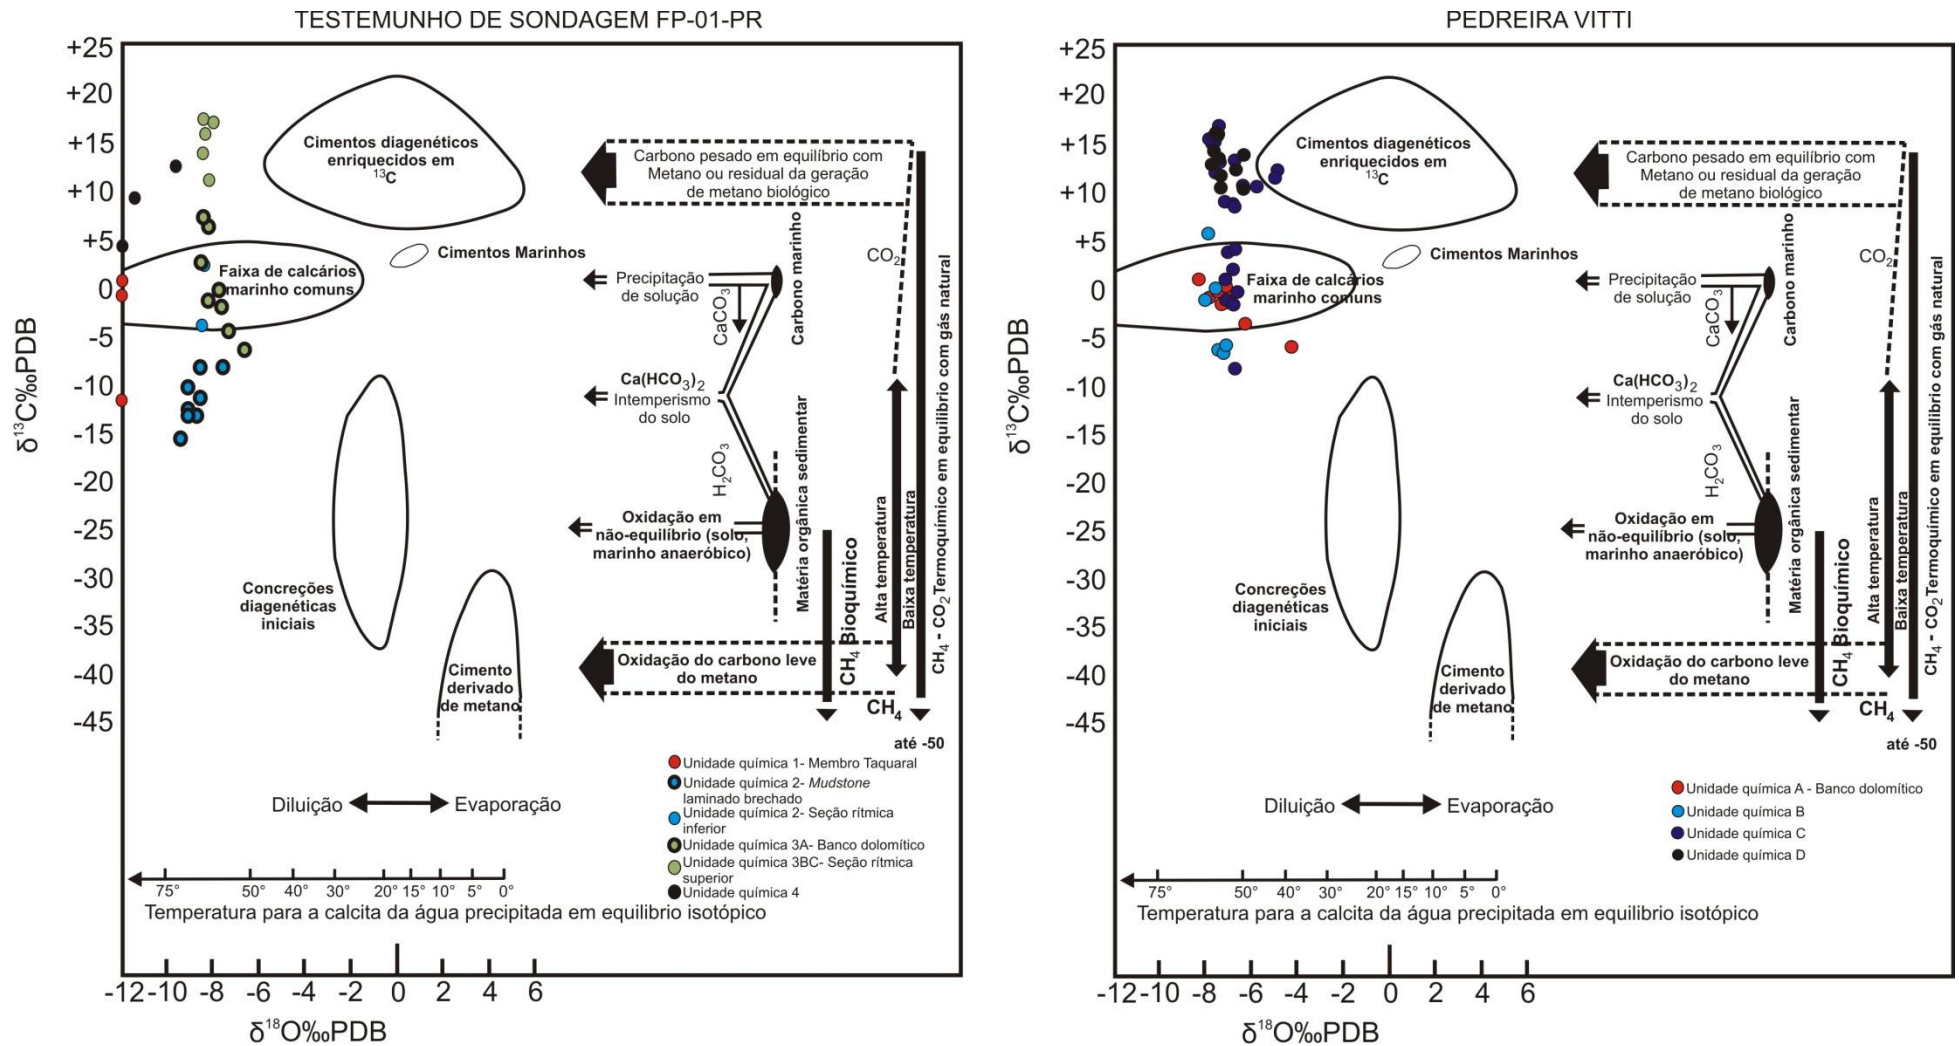 TESTEMUNHO DE SONDAGEM FP-01-PR
+25
+20
+15
+10
+5
0
-5
-10
-15
-20
-25
-30
-35
-40
-45
δ¹³C‰PDB
Cimentos diagenéticos
enriquecidos em
¹³C
Cimentos Marinhos
Faixa de calcários
marinho comuns
Concreções
diagenéticas
iniciais
Cimento
derivado
de metano
Carbono pesado em equilíbrio com
Metano ou residual da geração
de metano biológico
Precipitação
de solução
CaCO₃
Carbono marinho
CO₂
Ca(HCO₃)₂
Intemperismo
do solo
H₂CO₃
Matéria orgênica sedimentar
Oxidação em
não-equilíbrio (solo,
marinho anaeróbico)
CH₄ Bioquímico
Alta temperatura
Baixa temperatura
CH₄ - CO₂Termoquímico em equilibrio com gás natural
Oxidação do carbono leve
do metano
CH₄
até -50
Unidade química 1- Membro Taquaral
Unidade química 2- Mudstone
laminado brechado
Unidade química 2- Seção rítmica
inferior
Unidade química 3A- Banco dolomítico
Unidade química 3BC- Seção rítmica
superior
Unidade química 4
Diluição
Evaporação
75° 50° 40° 30° 20° 15° 10° 5° 0°
Temperatura para a calcita da água precipitada em equilibrio isotópico
-12 -10 -8 -6 -4 -2 0 2 4 6
δ¹⁸O‰PDB
PEDREIRA VITTI
+25
+20
+15
+10
+5
0
-5
-10
-15
-20
-25
-30
-35
-40
-45
δ¹³C‰PDB
Cimentos diagenéticos
enriquecidos em
¹³C
Cimentos Marinhos
Faixa de calcários
marinho comuns
Concreções
diagenéticas
iniciais
Cimento
derivado
de metano
Carbono pesado em equilíbrio com
Metano ou residual da geração
de metano biológico
Precipitação
de solução
CaCO₃
Carbono marinho
CO₂
Ca(HCO₃)₂
Intemperismo
do solo
H₂CO₃
Matéria orgênica sedimentar
Oxidação em
não-equilíbrio (solo,
marinho anaeróbico)
CH₄ Bioquímico
Alta temperatura
Baixa temperatura
CH₄ - CO₂Termoquímico em equilibrio com gás natural
Oxidação do carbono leve
do metano
CH₄
até -50
Unidade química A - Banco dolomítico
Unidade química B
Unidade química C
Unidade química D
Diluição
Evaporação
75° 50° 40° 30° 20° 15° 10° 5° 0°
Temperatura para a calcita da água precipitada em equilibrio isotópico
-12 -10 -8 -6 -4 -2 0 2 4 6
δ¹⁸O‰PDB